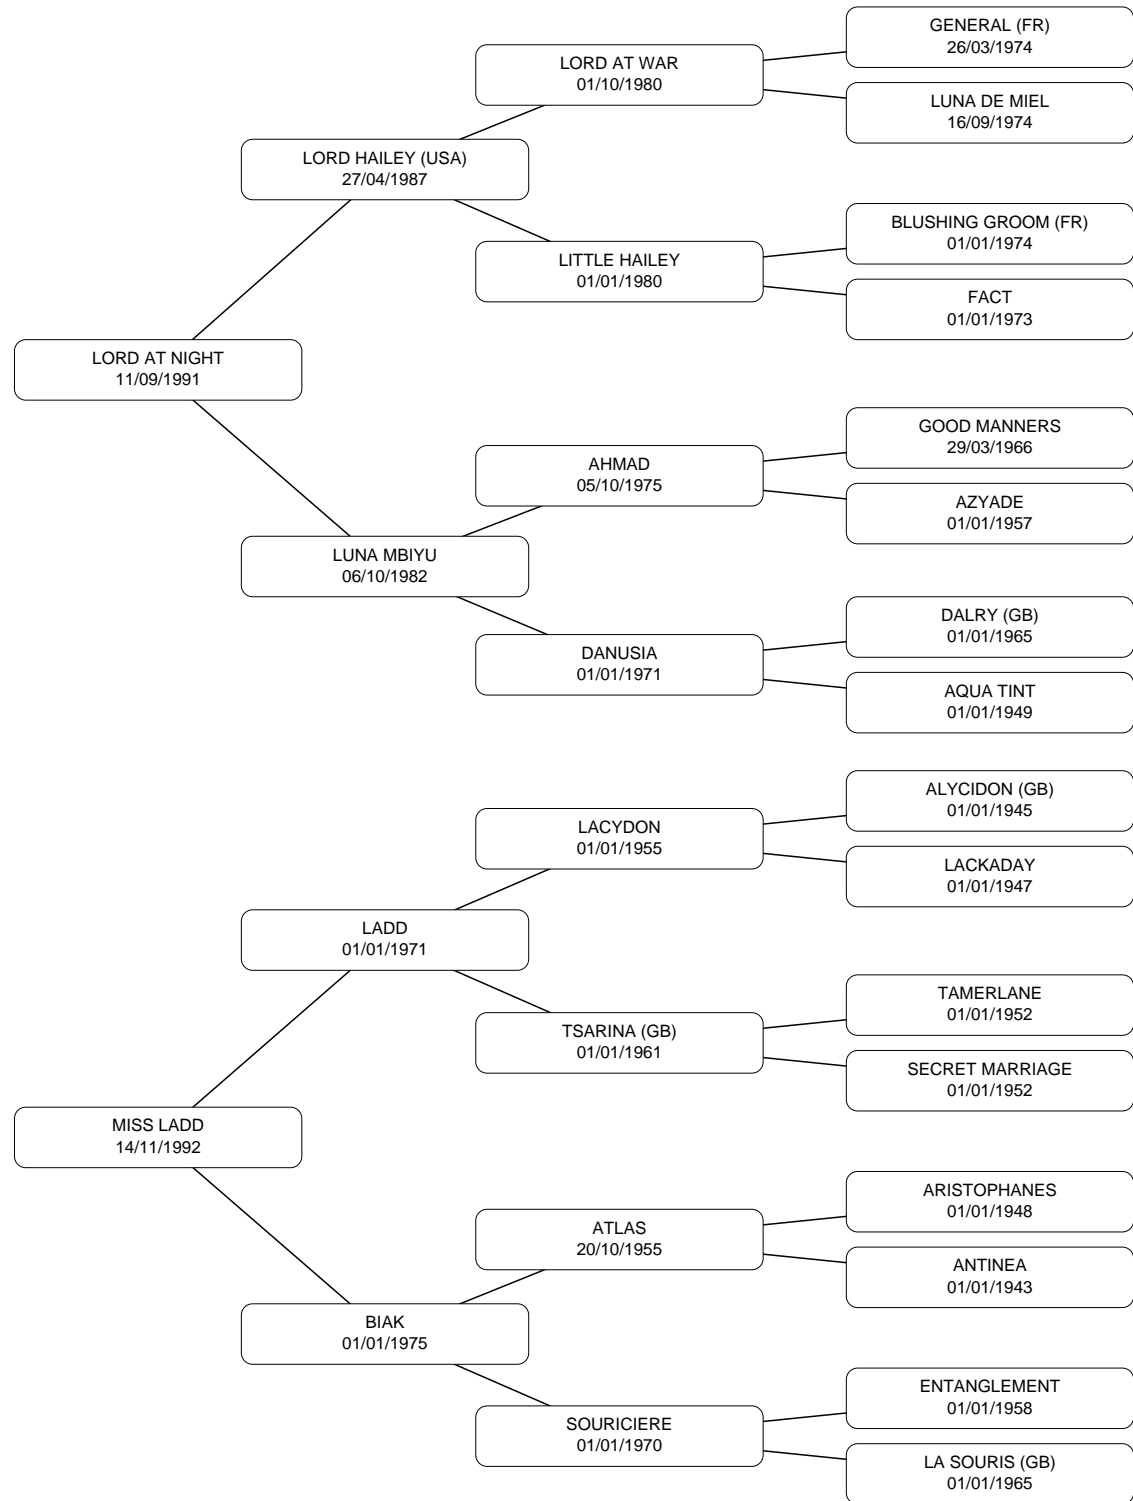 GENERAL (FR)
26/03/1974
LORD AT WAR
01/10/1980
LUNA DE MIEL
16/09/1974
LORD HAILEY (USA)
27/04/1987
BLUSHING GROOM (FR)
01/01/1974
LITTLE HAILEY
01/01/1980
FACT
01/01/1973
LORD AT NIGHT
11/09/1991
GOOD MANNERS
29/03/1966
AHMAD
05/10/1975
AZYADE
01/01/1957
LUNA MBIYU
06/10/1982
DALRY (GB)
01/01/1965
DANUSIA
01/01/1971
AQUA TINT
01/01/1949
ALYCIDON (GB)
01/01/1945
LACYDON
01/01/1955
LACKADAY
01/01/1947
LADD
01/01/1971
TAMERLANE
01/01/1952
TSARINA (GB)
01/01/1961
SECRET MARRIAGE
01/01/1952
MISS LADD
14/11/1992
ARISTOPHANES
01/01/1948
ATLAS
20/10/1955
ANTINEA
01/01/1943
BIAK
01/01/1975
ENTANGLEMENT
01/01/1958
SOURICIERE
01/01/1970
LA SOURIS (GB)
01/01/1965